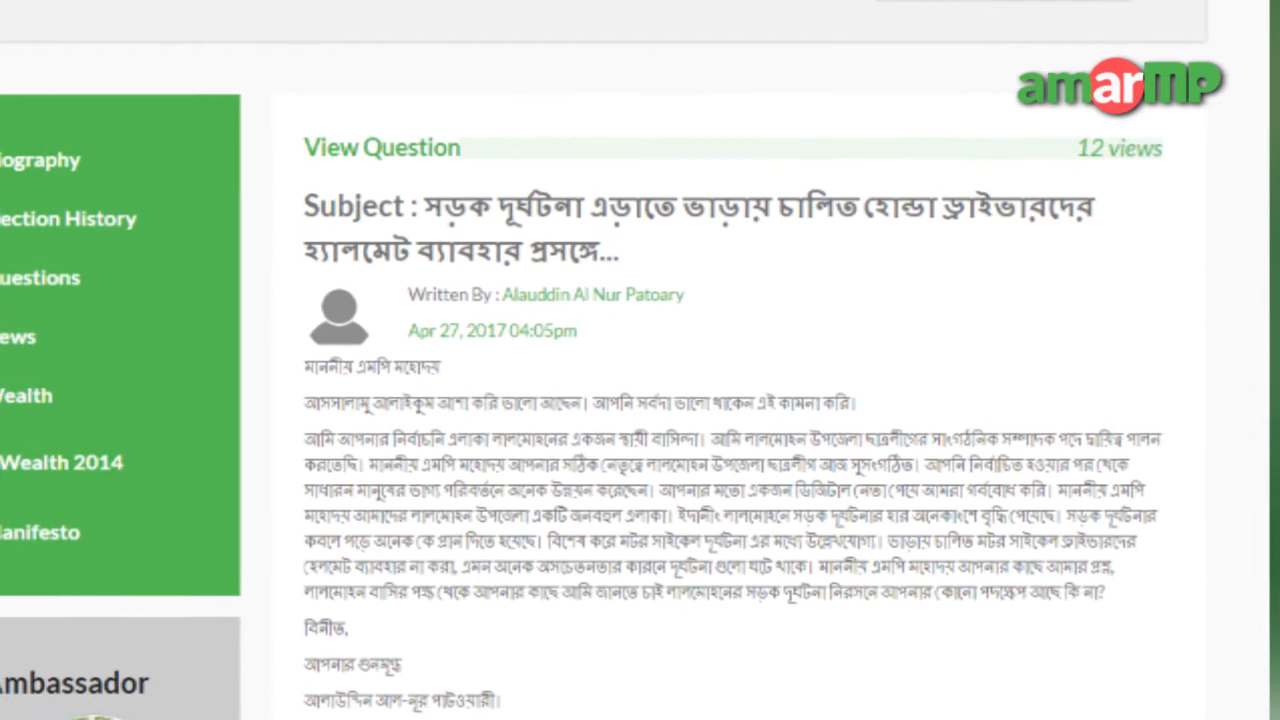 amarMP
iography
ection History
uestions
ews
ealth
Wealth 2014
anifesto
mbassador
View Question
12 views
Subject : সড়ক দূর্ঘটনা এড়াতে ভাড়ায় চালিত হোন্ডা ড্রাইভারদের
হ্যালমেট ব্যাবহার প্রসঙ্গে...
Written By : Alauddin Al Nur Patoary
Apr 27, 2017 04:05pm
মাননীয় এমপি মহোদয়
আসসালামু আলাইকুম আশা করি ভালো আছেন। আপনি সর্বদা ভালো থাকেন এই কামনা করি।
আমি আপনার নির্বাচনি এলাকা লালমোহনের একজন স্থায়ী বাসিন্দা। আমি লালমোহন উপজেলা ছাত্রলীগের সাংগঠনিক সম্পাদক পদে দ্বায়িত্ব পালন
করতেছি। মাননীয় এমপি মহোদয় আপনার সঠিক নেতৃত্বে লালমোহন উপজেলা ছাত্রলীগ আজ সুসংগঠিত। আপনি নির্বাচিত হওয়ার পর থেকে
সাধারন মানুষের ভাগ্য পরিবর্তনে অনেক উন্নয়ন করেছেন। আপনার মতো একজন ডিজিটাল নেতা পেয়ে আমরা গর্ববোধ করি। মাননীয় এমপি
মহোদয় আমাদের লালমোহন উপজেলা একটি জনবহুল এলাকা। ইদানীং লালমোহনে সড়ক দূর্ঘটনার হার অনেকাংশে বৃদ্ধি পেয়েছে। সড়ক দূর্ঘটনার
কবলে পড়ে অনেক কে প্রান দিতে হয়েছে। বিশেষ করে মটর সাইকেল দূর্ঘটনা এর মধ্যে উল্লেখযোগ্য। ভাড়ায় চালিত মটর সাইকেল ড্রাইভারদের
হেলমেট ব্যাবহার না করা, এমন অনেক অসচেতনতার কারনে দূর্ঘটনা গুলো ঘটে থাকে। মাননীয় এমপি মহোদয় আপনার কাছে আমার প্রশ্ন,
লালমোহন বাসির পক্ষ থেকে আপনার কাছে আমি জানতে চাই লালমোহনের সড়ক দূর্ঘটনা নিরসনে আপনার কোনো পদক্ষেপ আছে কি না?
বিনীত,
আপনার গুনমুগ্ধ
আলাউদ্দিন আল-নূর পাটওয়ারী।